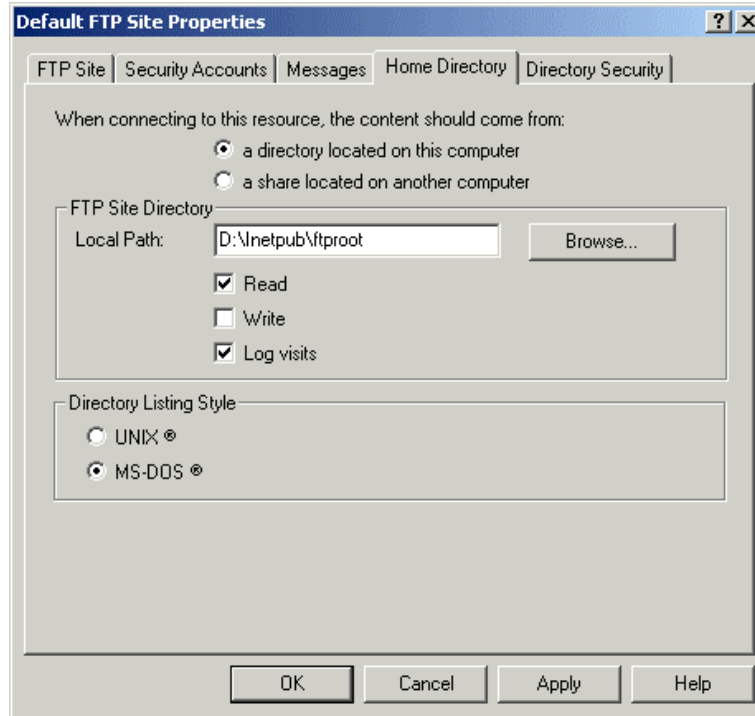 Default FTP Site Properties
FTP Site Security Accounts Messages Home Directory Directory Security
When connecting to this resource, the content should come from:
a directory located on this computer
a share located on another computer
FTP Site Directory
Local Path: D:\Inetpub\ftproot Browse...
Read
Write
Log visits
Directory Listing Style
UNIX ®
MS-DOS ®
OK Cancel Apply Help